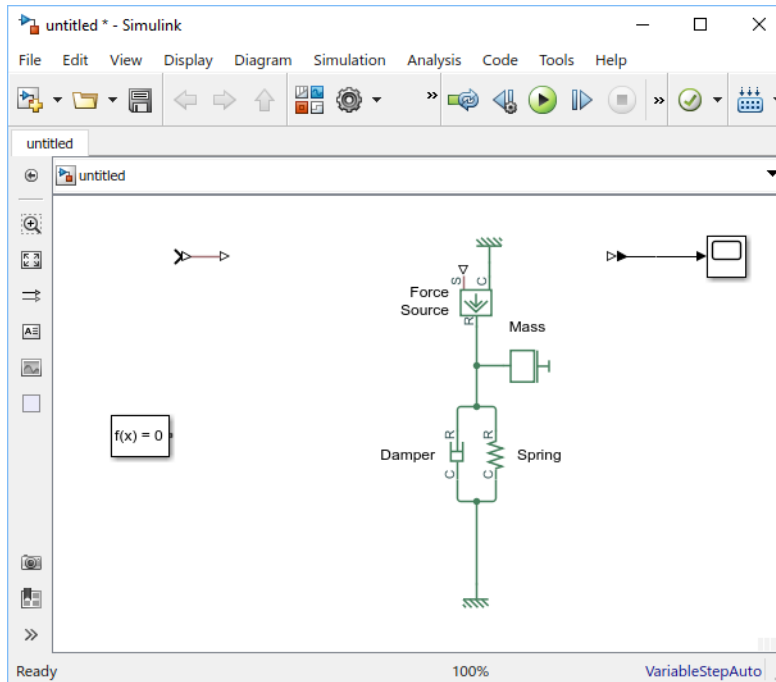 untitled * - Simulink
File Edit View Display Diagram Simulation Analysis Code Tools Help
» »
untitled
untitled
S C
Force
Source
R
Mass
f(x) = 0
R R
Damper Spring
C C
»
Ready 100% VariableStepAuto